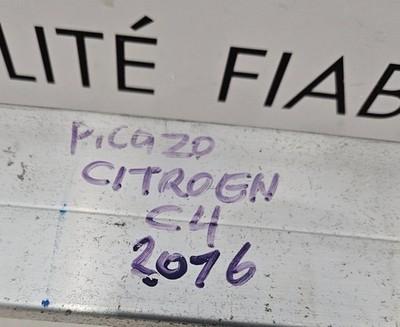 LITÉ FIAB
PICAZO
CITROEN
C4
2016